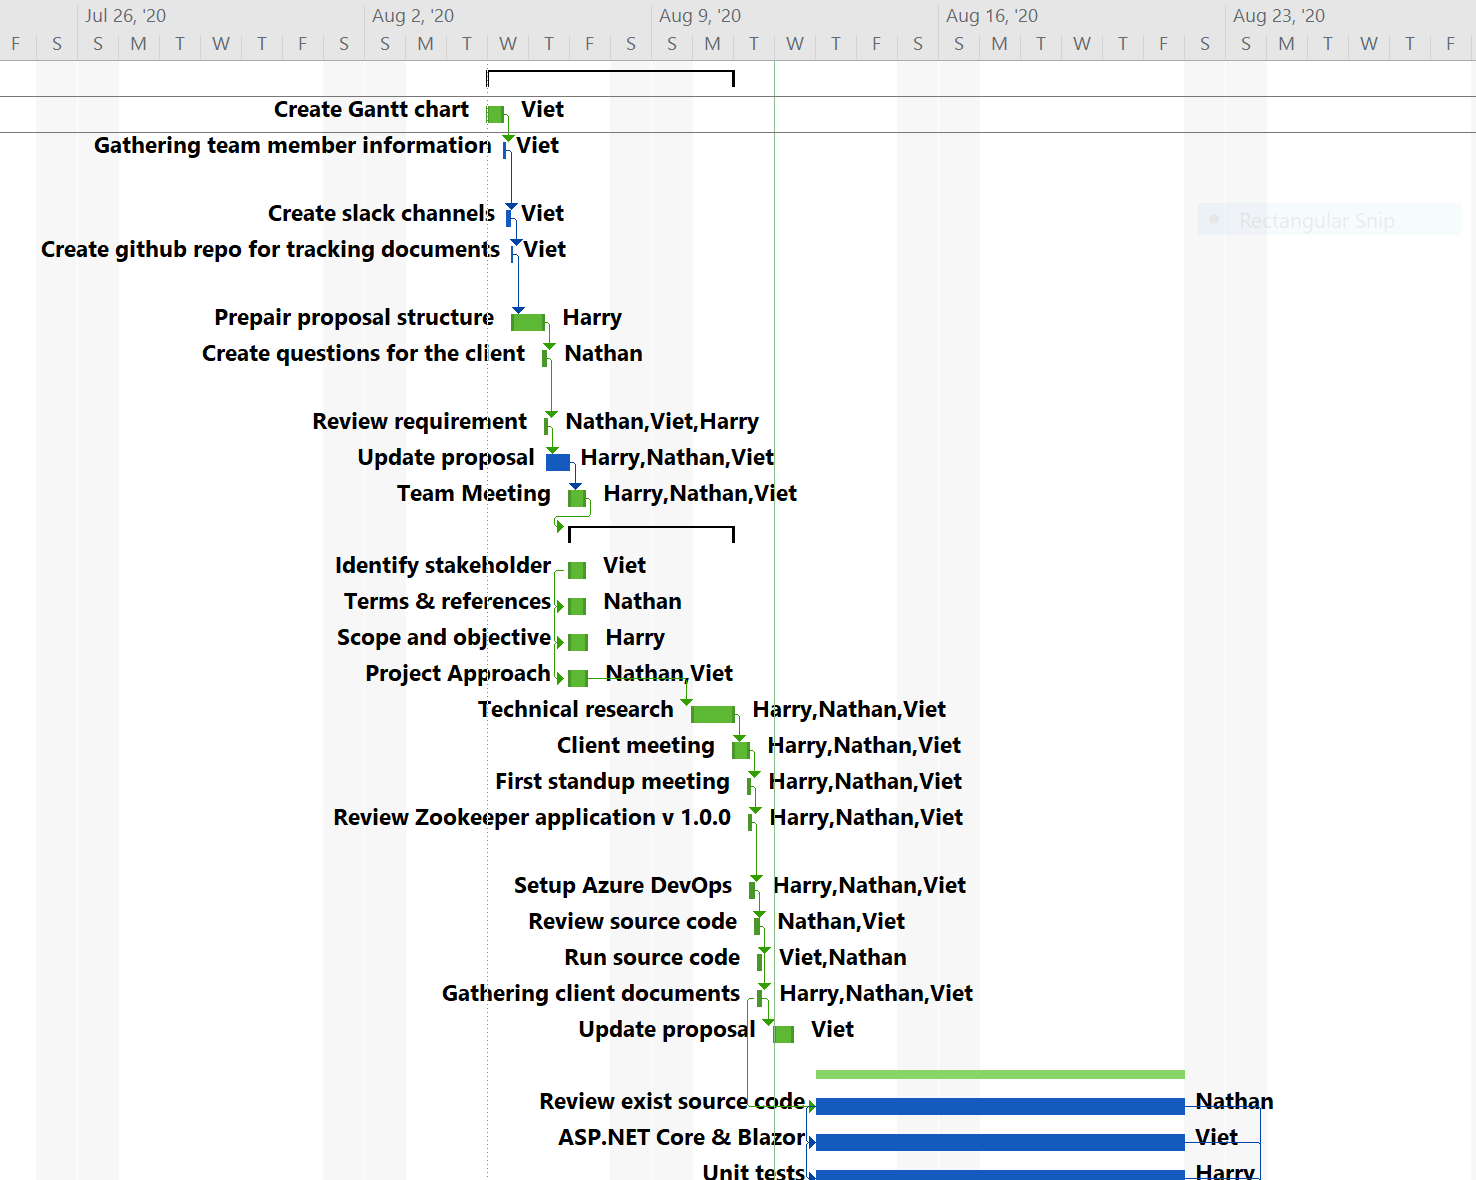 Jul 26, '20 Aug 2, '20 Aug 9, '20 Aug 16, '20 Aug 23, '20
F S S M T W T F S S M T W T F S S M T W T F S S M T W T F S S M T W T F
Create Gantt chart Viet
Gathering team member information Viet
Create slack channels Viet
Rectangular Snip
Create github repo for tracking documents Viet
Prepair proposal structure Harry
Create questions for the client Nathan
Review requirement Nathan,Viet,Harry
Update proposal Harry,Nathan,Viet
Team Meeting Harry,Nathan,Viet
Identify stakeholder Viet
Terms & references Nathan
Scope and objective Harry
Project Approach Nathan,Viet
Technical research Harry,Nathan,Viet
Client meeting Harry,Nathan,Viet
First standup meeting Harry,Nathan,Viet
Review Zookeeper application v 1.0.0 Harry,Nathan,Viet
Setup Azure DevOps Harry,Nathan,Viet
Review source code Nathan,Viet
Run source code Viet,Nathan
Gathering client documents Harry,Nathan,Viet
Update proposal Viet
Review exist source code Nathan
ASP.NET Core & Blazor Viet
Unit tests Harry